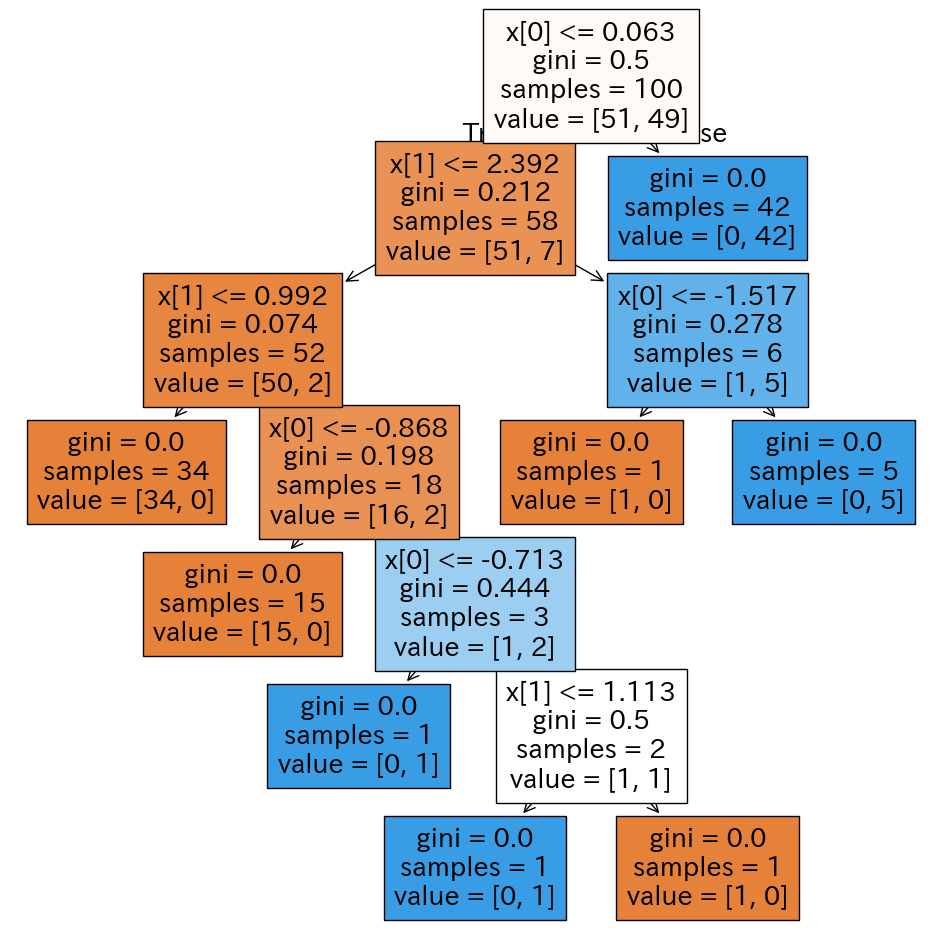 x[0] <= 0.063
gini = 0.5
samples = 100
value = [51, 49]
x[1] <= 2.392
gini = 0.212
samples = 58
value = [51, 7]
gini = 0.0
samples = 42
value = [0, 42]
x[1] <= 0.992
gini = 0.074
samples = 52
value = [50, 2]
x[0] <= -1.517
gini = 0.278
samples = 6
value = [1, 5]
gini = 0.0
samples = 34
value = [34, 0]
x[0] <= -0.868
gini = 0.198
samples = 18
value = [16, 2]
gini = 0.0
samples = 1
value = [1, 0]
gini = 0.0
samples = 5
value = [0, 5]
gini = 0.0
samples = 15
value = [15, 0]
x[0] <= -0.713
gini = 0.444
samples = 3
value = [1, 2]
gini = 0.0
samples = 1
value = [0, 1]
x[1] <= 1.113
gini = 0.5
samples = 2
value = [1, 1]
gini = 0.0
samples = 1
value = [0, 1]
gini = 0.0
samples = 1
value = [1, 0]